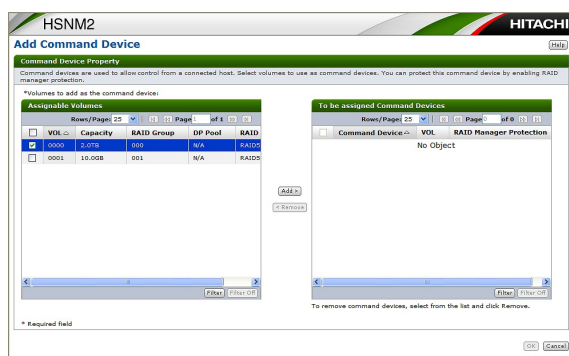 HSNM2
HITACHI
Add Command Device
Help
Command Device Property
Command devices are used to allow control from a connected host. Select volumes to use as command devices. You can protect this command device by enabling RAID
manager protection.
*Volumes to add as the command device:
Assignable Volumes
Rows/Page: 25 Page 1 of 1
VOL Capacity RAID Group DP Pool RAID
0000 2.0TB 000 N/A RAID5
0001 10.0GB 001 N/A RAID5
Filter Filter Off
Add >
< Remove
To be assigned Command Devices
Rows/Page: 25 Page 0 of 0
Command Device VOL RAID Manager Protection
No Object
Filter Filter Off
To remove command devices, select from the list and click Remove.
* Required field
OK Cancel